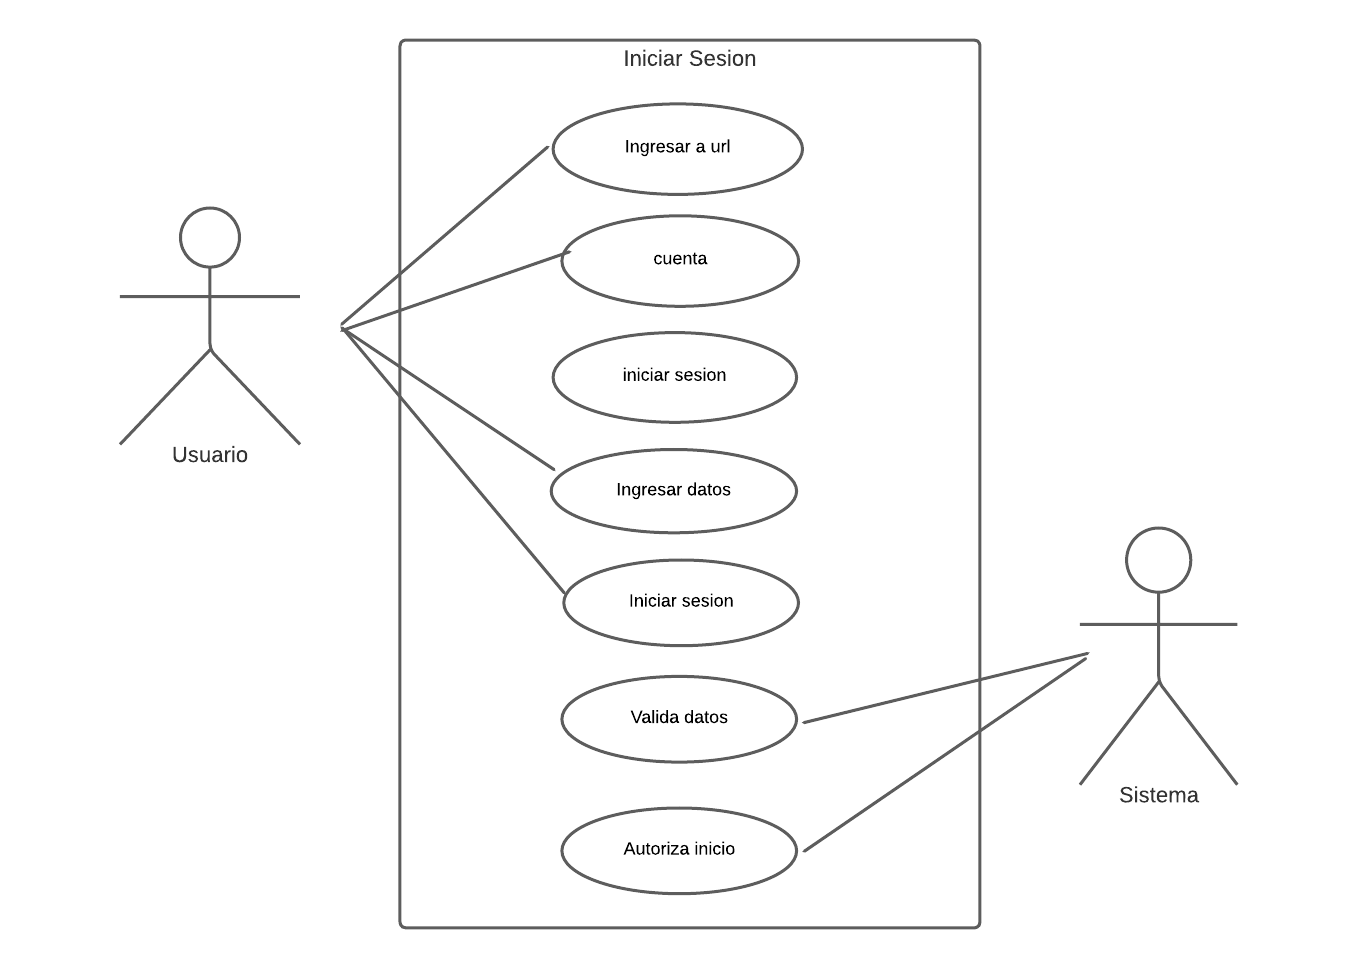 Iniciar Sesion
Ingresar a url
cuenta
iniciar sesion
Usuario
Ingresar datos
Iniciar sesion
Valida datos
Sistema
Autoriza inicio